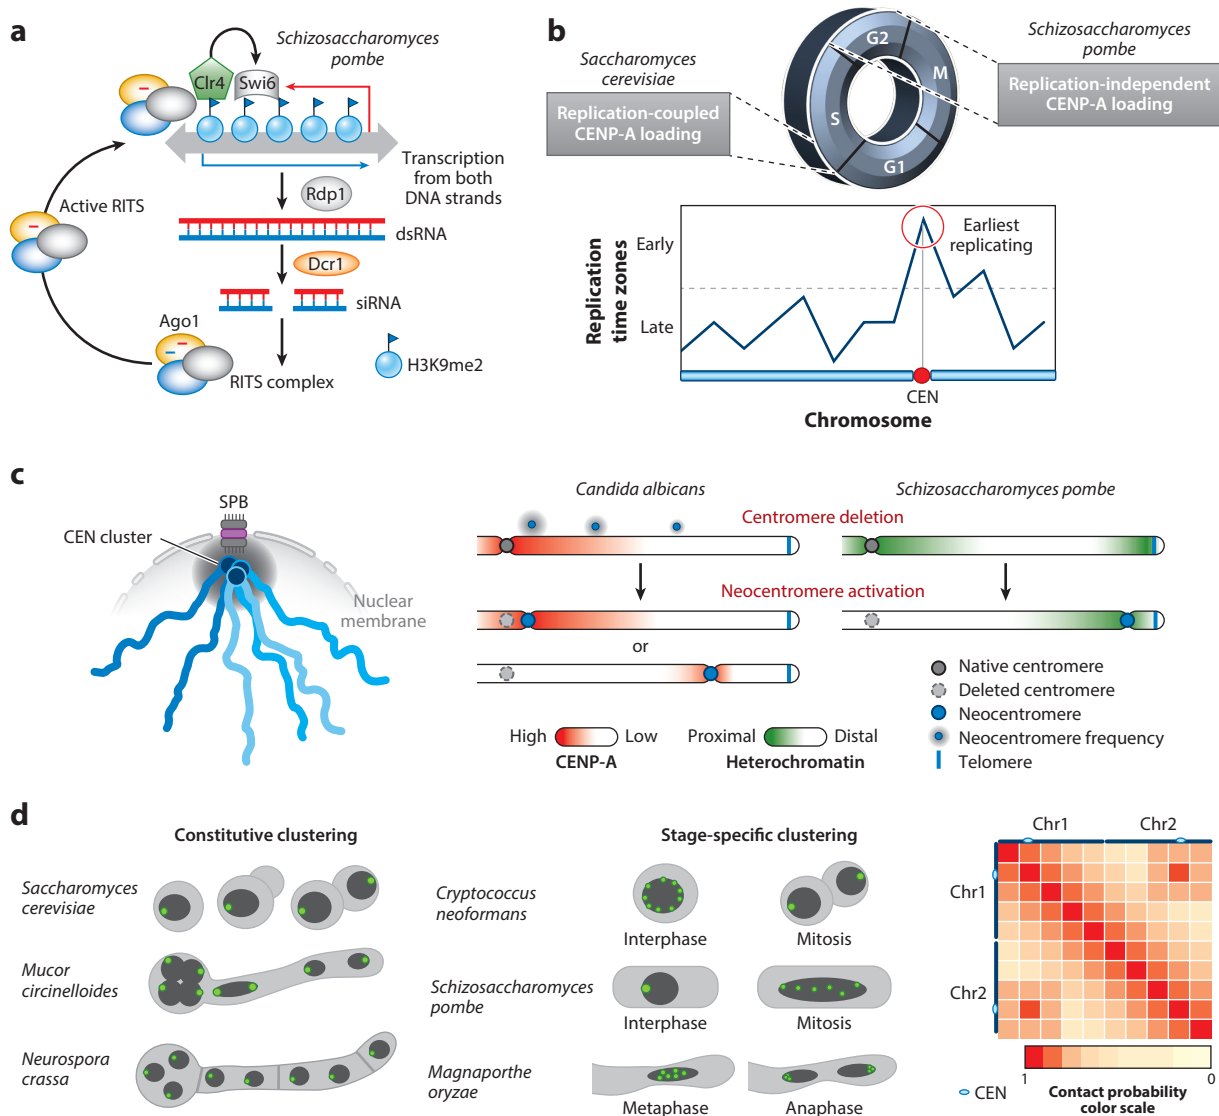 a
Schizosaccharomyces
pombe
Clr4
Swi6
Transcription
from both
DNA strands
Rdp1
Active RITS
dsRNA
Dcr1
siRNA
Ago1
RITS complex
H3K9me2
b
Saccharomyces
cerevisiae
Replication-coupled
CENP-A loading
G2
M
S
G1
Schizosaccharomyces
pombe
Replication-independent
CENP-A loading
Replication
time zones
Early
Late
Earliest
replicating
CEN
Chromosome
c
SPB
CEN cluster
Nuclear
membrane
Candida albicans
Schizosaccharomyces pombe
Centromere deletion
Neocentromere activation
or
High
Low
CENP-A
Proximal
Distal
Heterochromatin
Native centromere
Deleted centromere
Neocentromere
Neocentromere frequency
Telomere
d
Constitutive clustering
Saccharomyces
cerevisiae
Mucor
circinelloides
Neurospora
crassa
Stage-specific clustering
Cryptococcus
neoformans
Interphase
Mitosis
Schizosaccharomyces
pombe
Interphase
Mitosis
Magnaporthe
oryzae
Metaphase
Anaphase
Chr1
Chr2
Chr1
Chr2
1
0
CEN
Contact probability
color scale